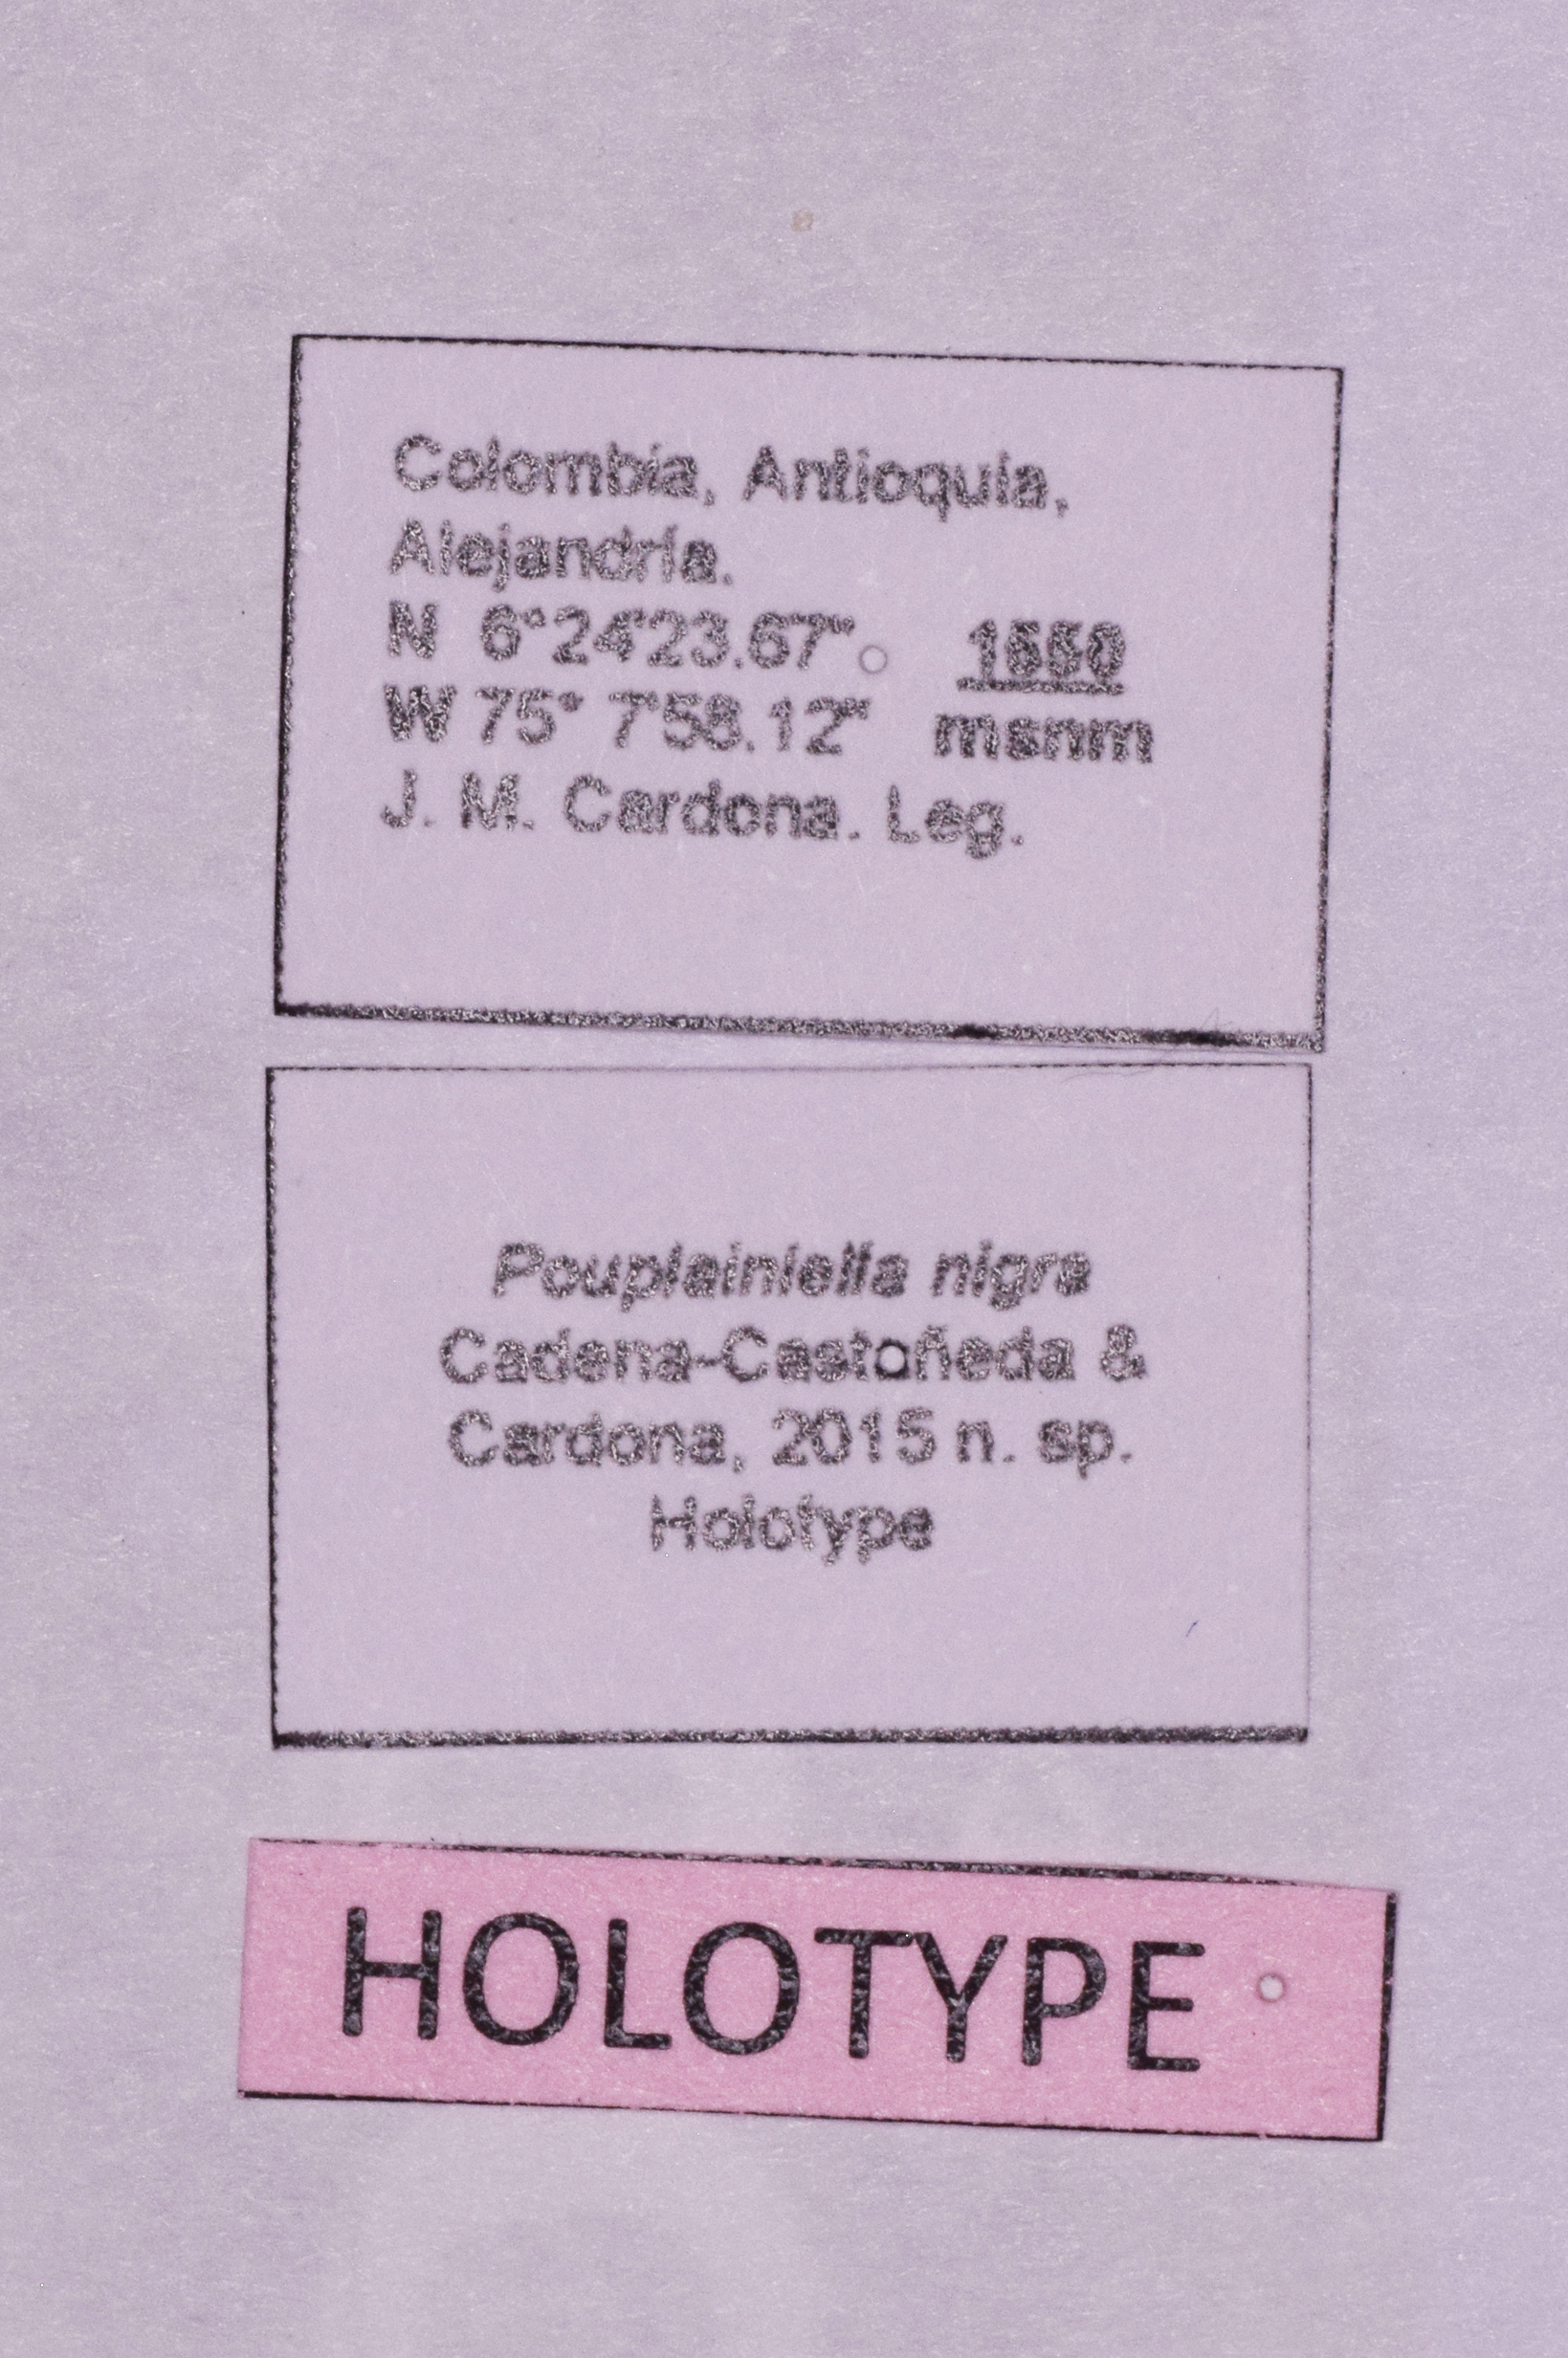 Colombia, Antioquia,
Alejandría.
N 6°24'23.67"
W 75° 7'58.12" msnm
J. M. Cardona. Leg.
Pouplainiella nigra
Cadena-Castañeda &
Cardona, 2015 n. sp.
Holotype
HOLOTYPE